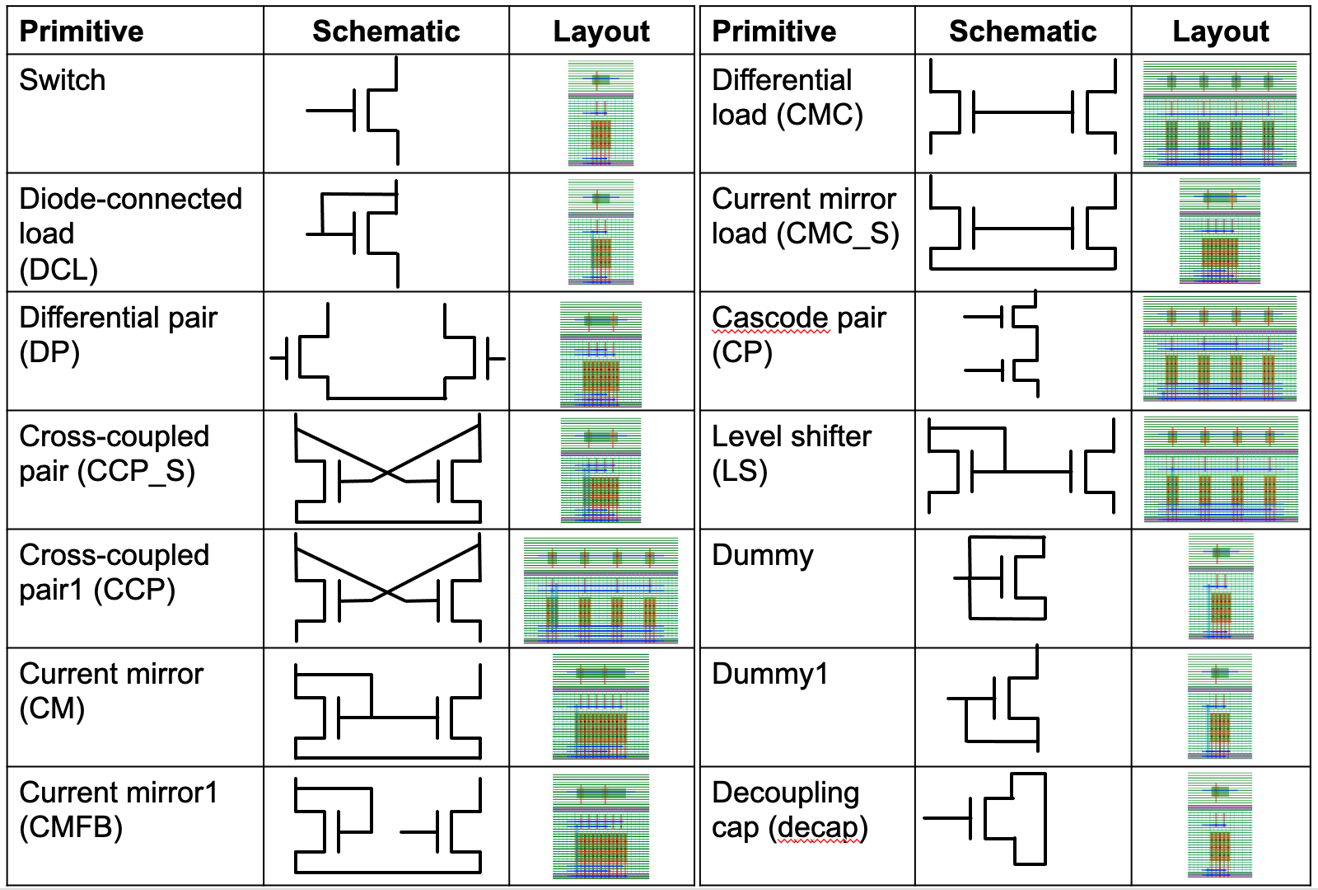 Primitive Schematic Layout
Switch
Diode-connected
load
(DCL)
Differential pair
(DP)
Cross-coupled
pair (CCP_S)
Cross-coupled
pair1 (CCP)
Current mirror
(CM)
Current mirror1
(CMFB)
Primitive Schematic Layout
Differential
load (CMC)
Current mirror
load (CMC_S)
Cascode pair
(CP)
Level shifter
(LS)
Dummy
Dummy1
Decoupling
cap (decap)